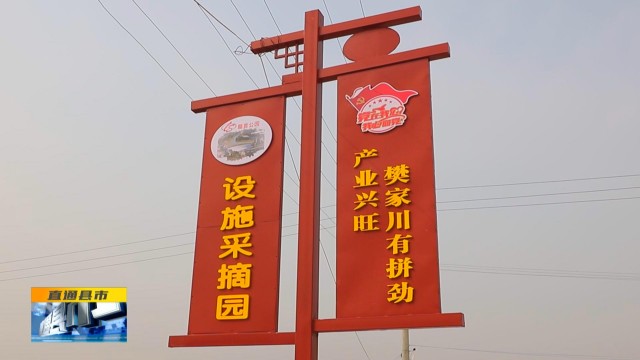 设施采摘园
产业兴旺
樊家川有拼劲
直通县市